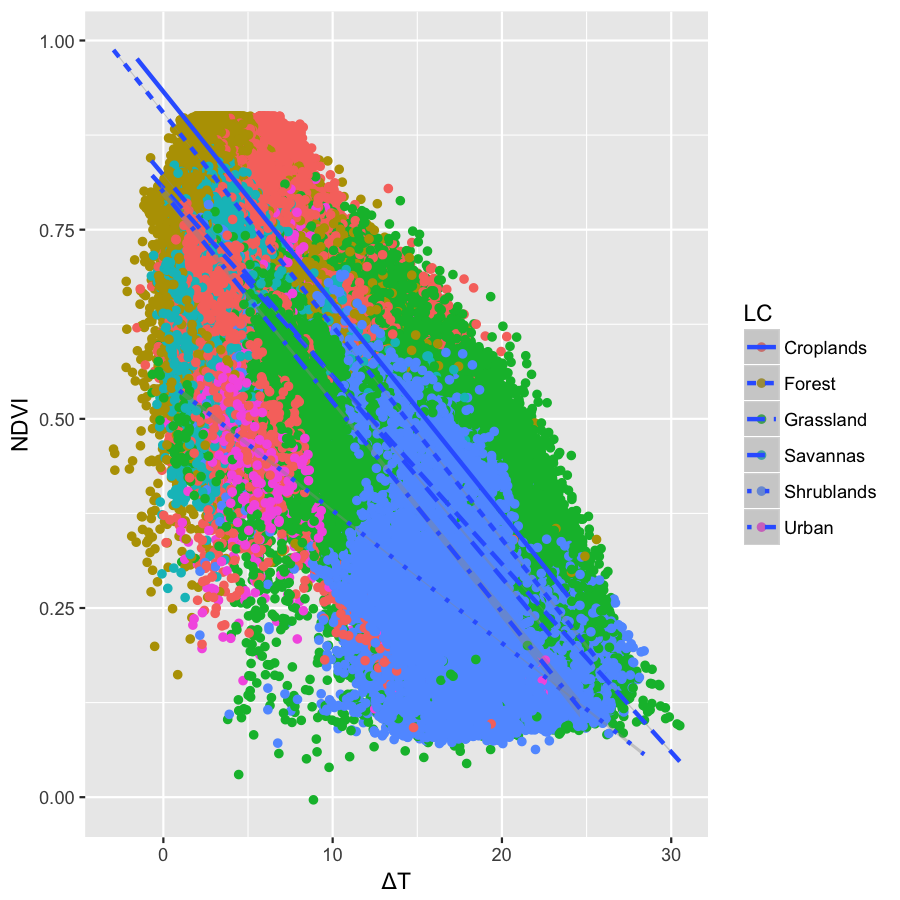 1.00
0.75
0.50
0.25
0.00
NDVI
0 10 20 30
ΔT
LC
Croplands
Forest
Grassland
Savannas
Shrublands
Urban